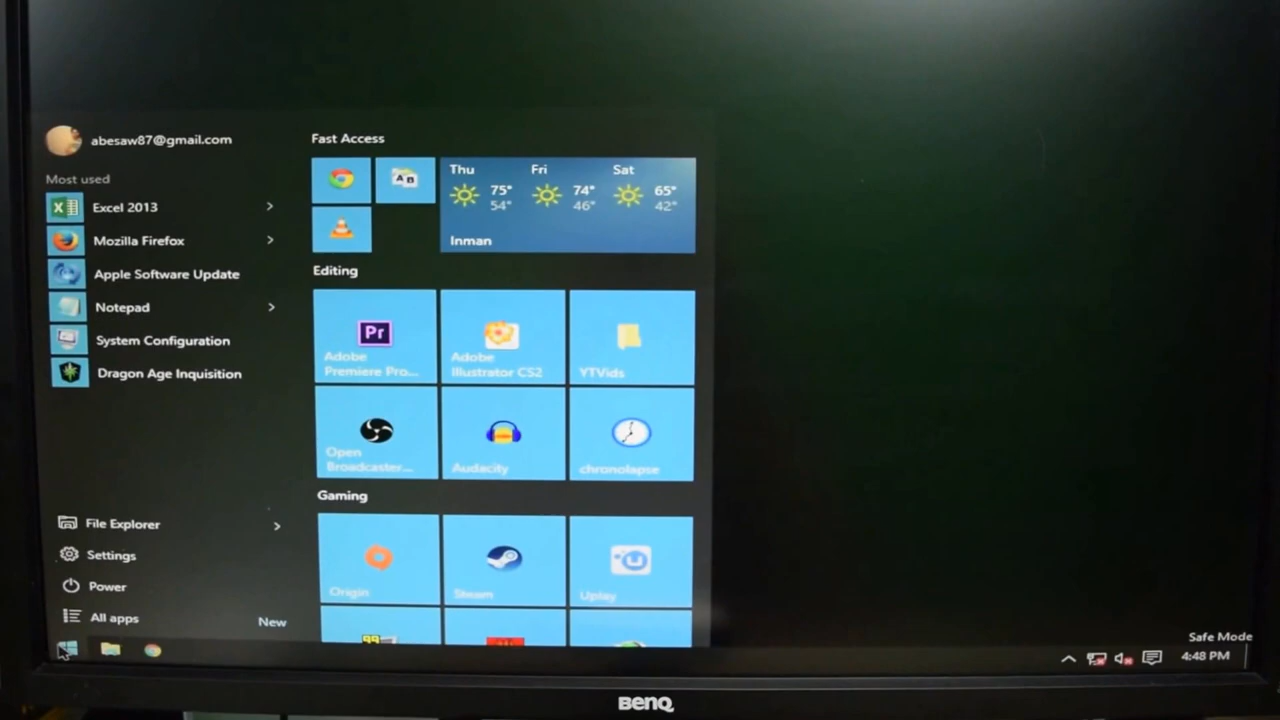 abesaw87@gmail.com
Most used
Excel 2013
Mozilla Firefox
Apple Software Update
Notepad
System Configuration
Dragon Age Inquisition
File Explorer
Settings
Power
All apps
New
Fast Access
A B
Thu Fri Sat
75° 74° 65°
54° 46° 42°
Inman
Editing
Pr
Adobe
Premiere Pro...
Adobe
Illustrator CS2
YTVids
Open
Broadcaster...
Audacity
chronolapse
Gaming
Origin
Steam
Uplay
99
Safe Mode
4:48 PM
BenQ